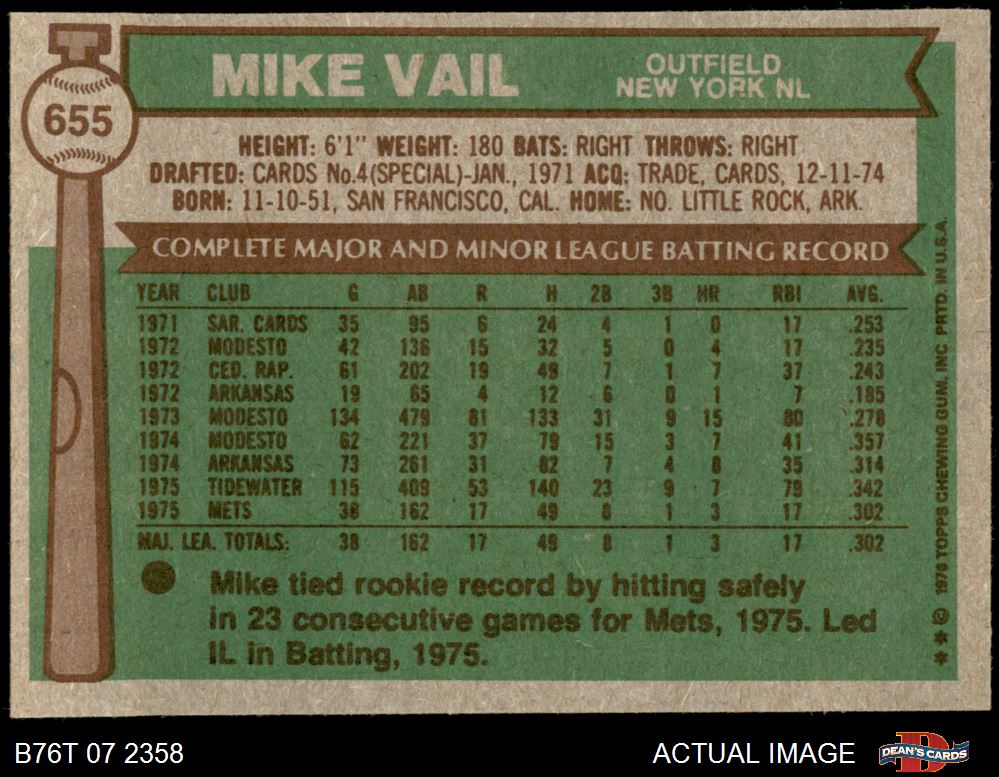 MIKE VAIL
OUTFIELD
NEW YORK NL
655
HEIGHT: 6'1" WEIGHT: 180 BATS: RIGHT THROWS: RIGHT
DRAFTED: CARDS No.4(SPECIAL)-JAN., 1971 ACQ: TRADE, CARDS, 12-11-74
BORN: 11-10-51, SAN FRANCISCO, CAL. HOME: NO. LITTLE ROCK, ARK.
COMPLETE MAJOR AND MINOR LEAGUE BATTING RECORD
YEAR CLUB G AB R H 2B 3B HR RBI AVG.
1971 SAR. CARDS 35 95 6 24 4 1 0 17 .253
1972 MODESTO 42 136 15 32 5 0 4 17 .235
1972 CED. RAP. 61 202 19 49 7 1 7 37 .243
1972 ARKANSAS 19 65 4 12 6 0 1 7 .185
1973 MODESTO 134 479 81 133 31 9 15 80 .278
1974 MODESTO 62 221 37 79 15 3 7 41 .357
1974 ARKANSAS 73 261 31 82 7 4 8 35 .314
1975 TIDEWATER 115 409 53 140 23 9 7 79 .342
1975 METS 38 162 17 49 8 1 3 17 .302
MAJ. LEA. TOTALS: 38 162 17 49 8 1 3 17 .302
Mike tied rookie record by hitting safely
in 23 consecutive games for Mets, 1975. Led
IL in Batting, 1975.
** © 1976 TOPPS CHEWING GUM, INC PRTD. IN U.S.A.
B76T 07 2358
ACTUAL IMAGE
DEAN'S CARDS